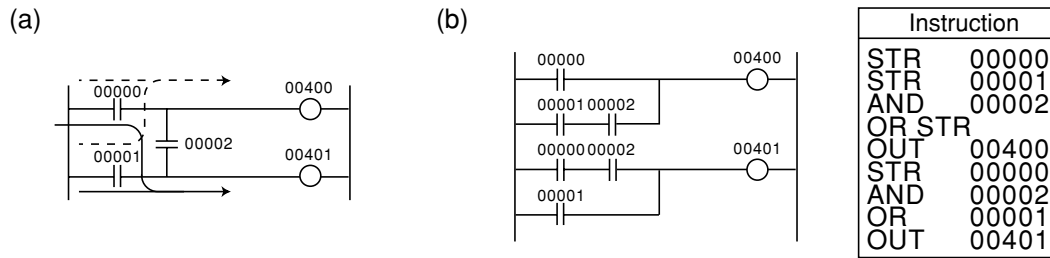 (a)
00000
00400
00002
00001
00401
(b)
00000
00400
00001 00002
00000 00002
00401
00001
Instruction
STR 00000
STR 00001
AND 00002
OR STR
OUT 00400
STR 00000
AND 00002
OR 00001
OUT 00401